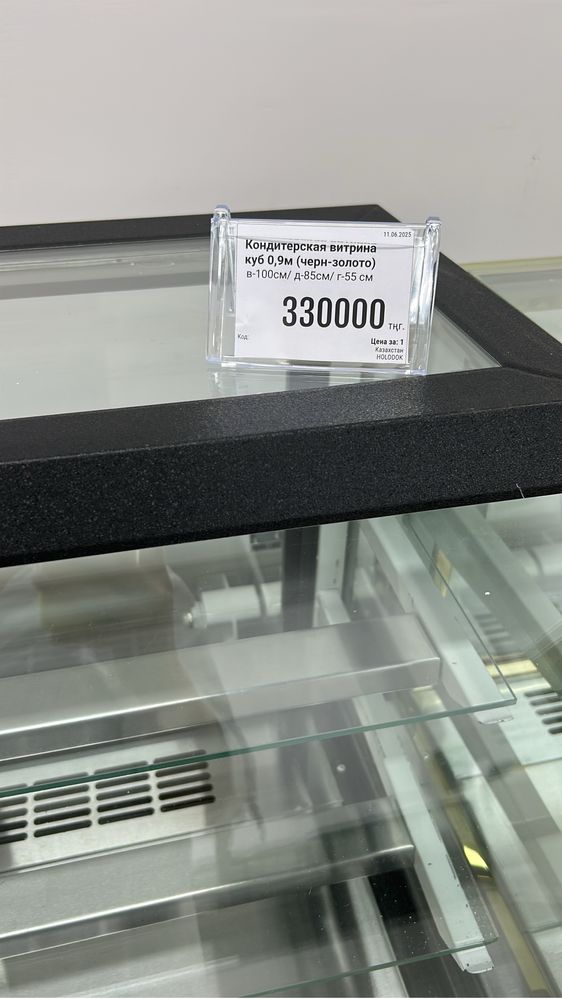 11.06.2025
Кондитерская витрина
куб 0,9м (черн-золото)
в-100см/ д-85см/ г-55 см
330000 тңг.
Код:
Цена за: 1
Казахстан
HOLODOK